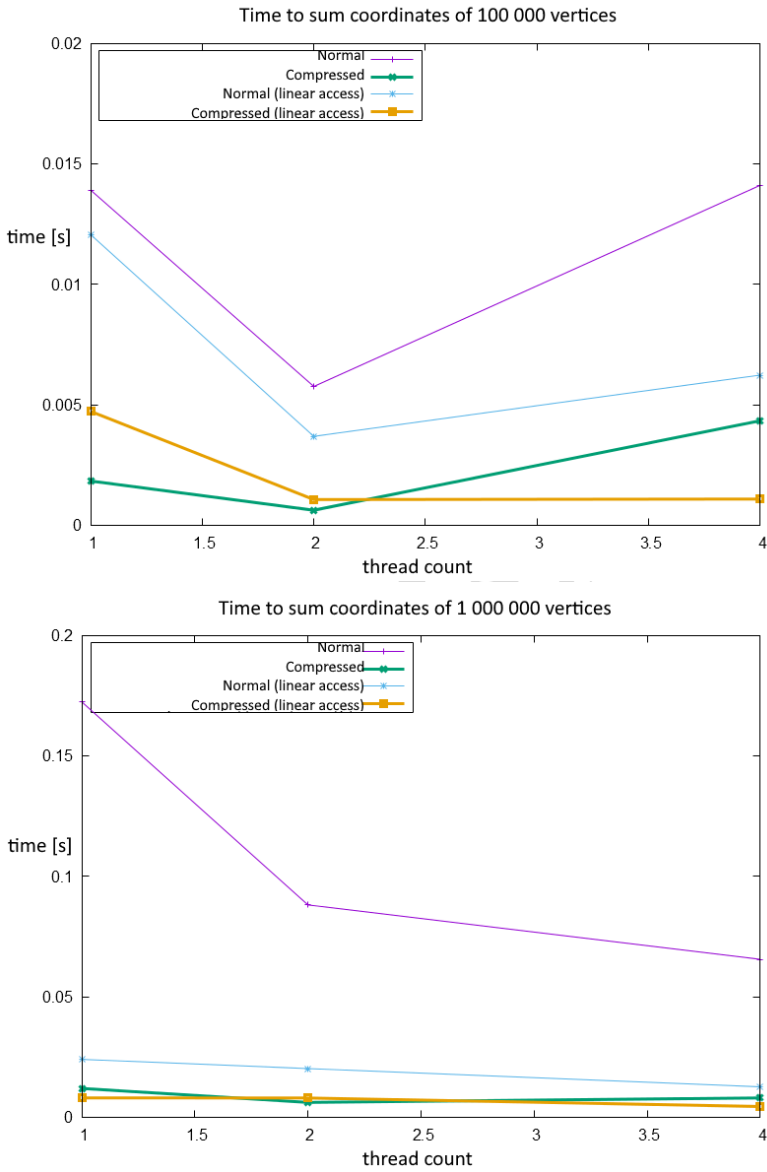 Time to sum coordinates of 100 000 vertices
0.02
Normal
Compressed
Normal (linear access)
Compressed (linear access)
0.015
time [s]
0.01
0.005
0
1 1.5 2 2.5 3 3.5 4
thread count
Time to sum coordinates of 1 000 000 vertices
0.2
Normal
Compressed
Normal (linear access)
Compressed (linear access)
0.15
time [s]
0.1
0.05
0
1 1.5 2 2.5 3 3.5 4
thread count